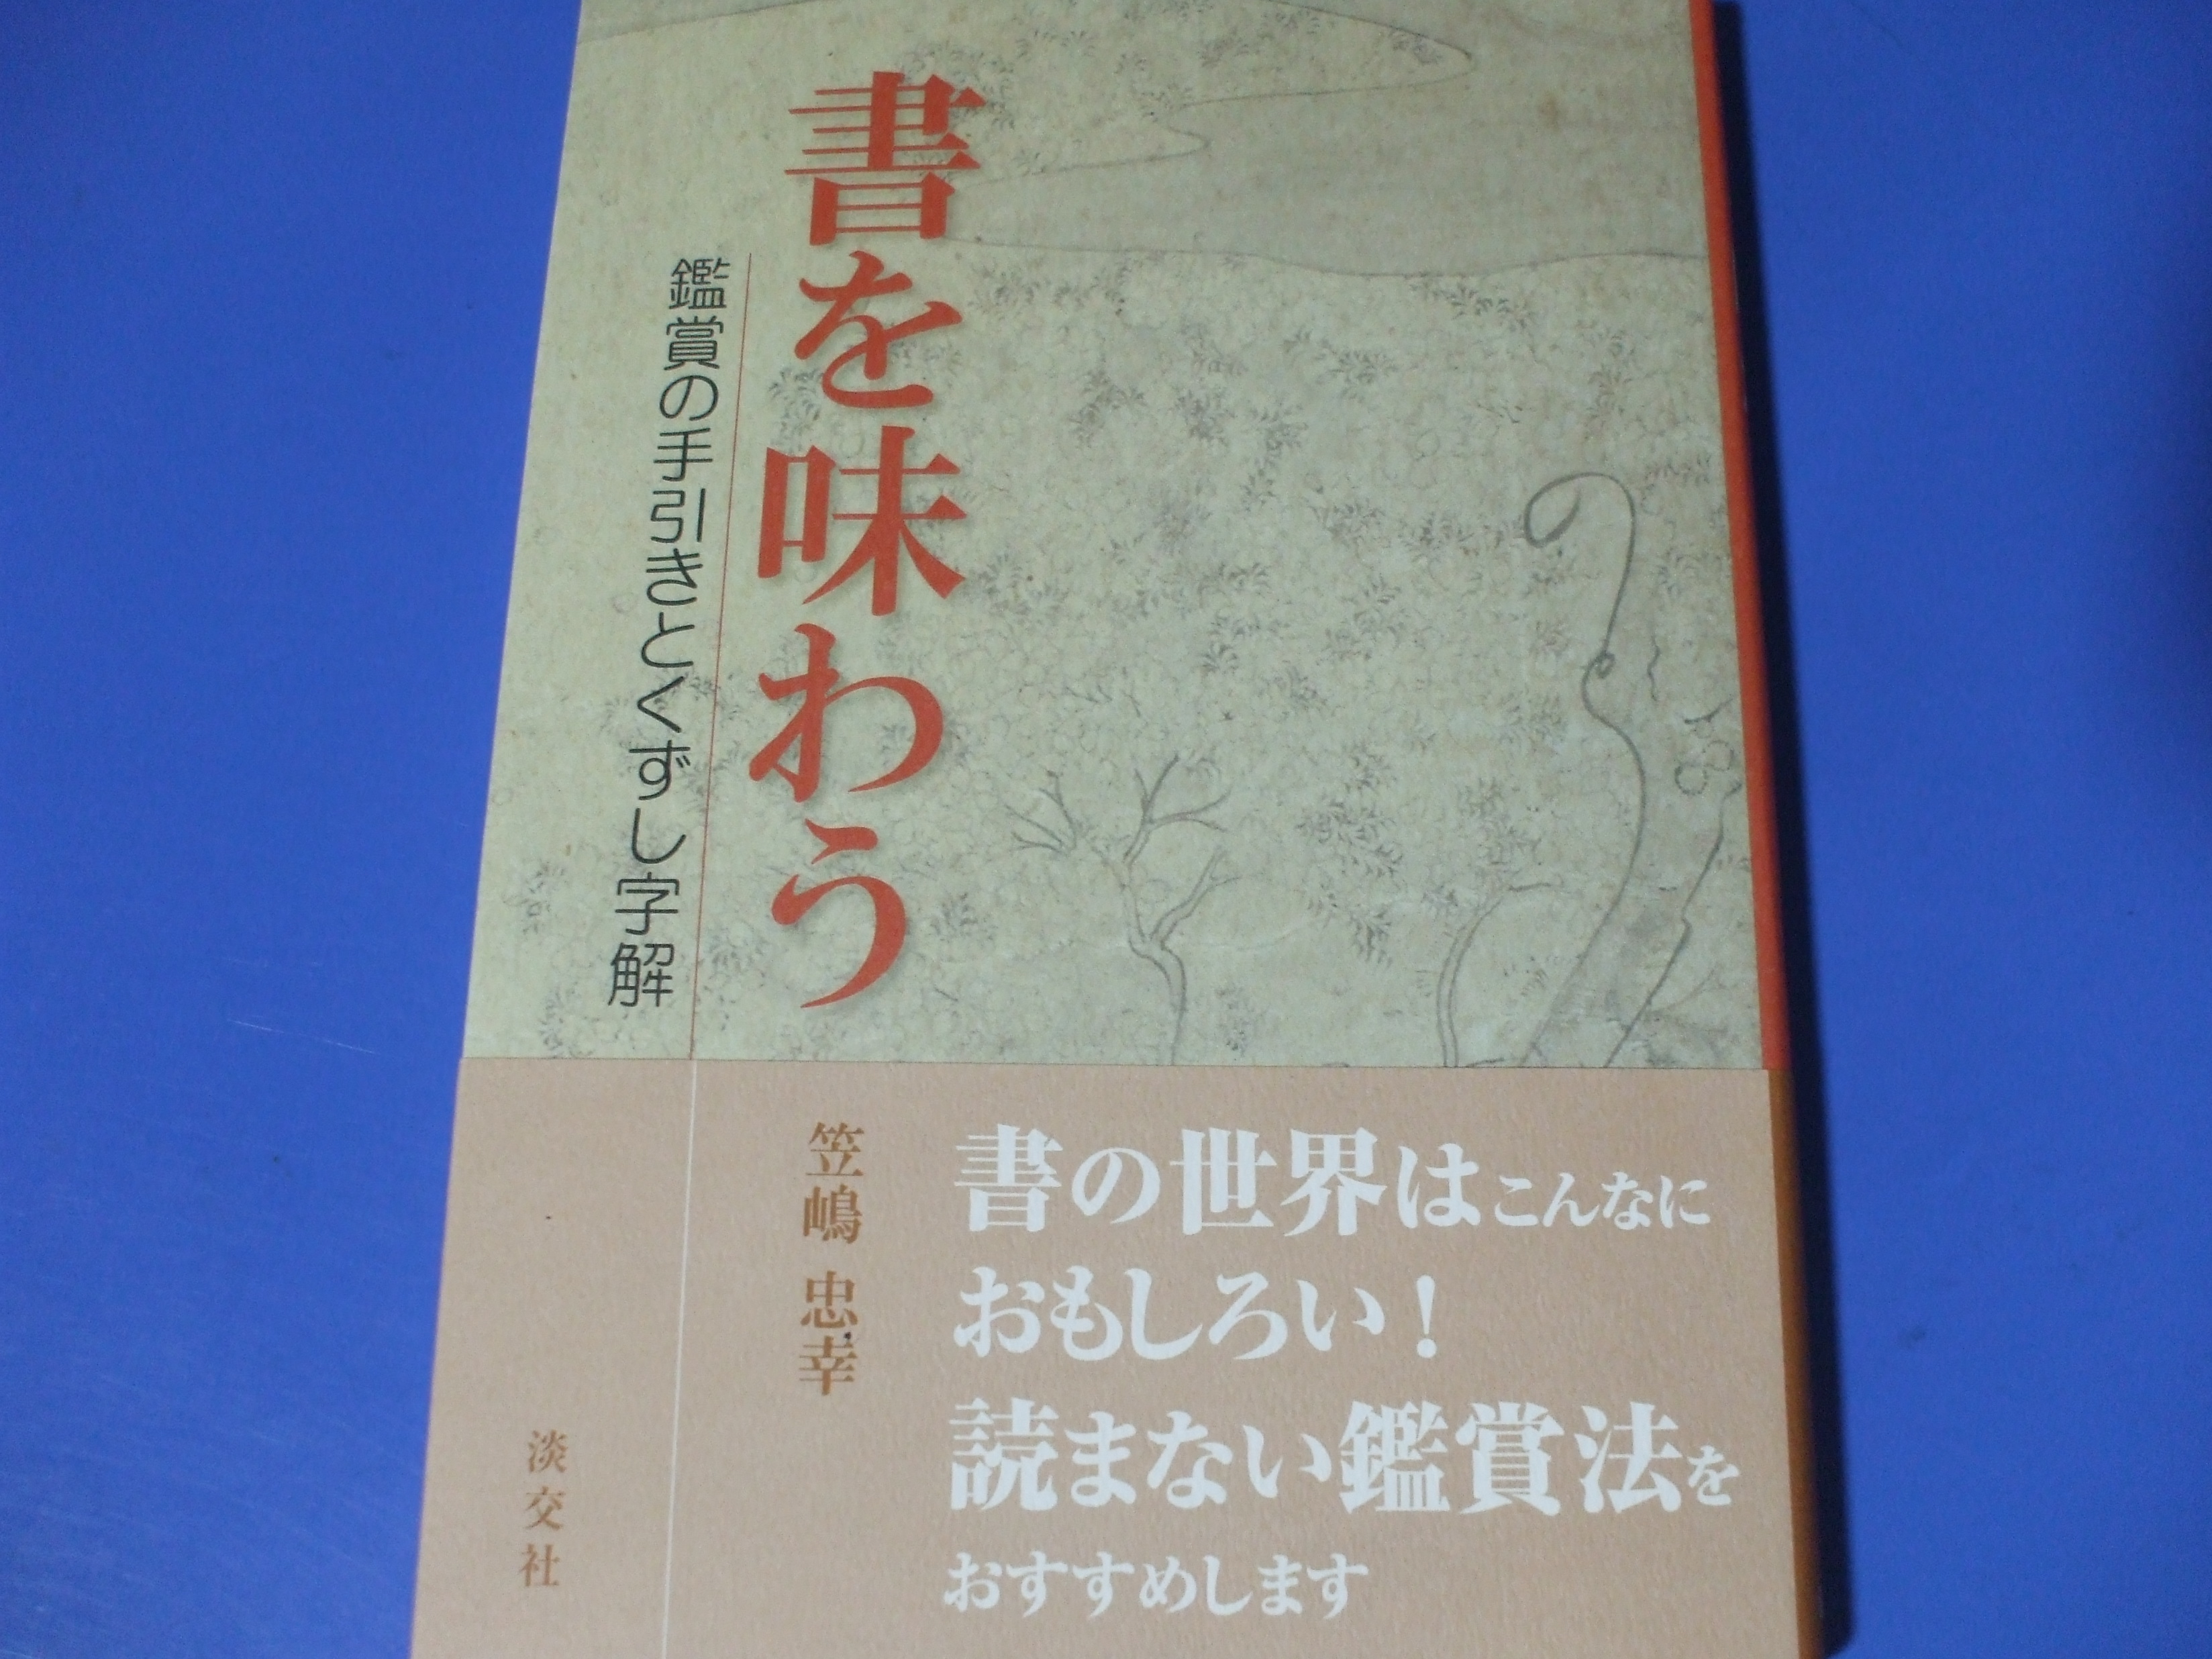 書を味わう
鑑賞の手引きとくずし字解
書の世界はこんなに
おもしろい!
読まない鑑賞法を
おすすめします
笠嶋 忠幸
淡交社